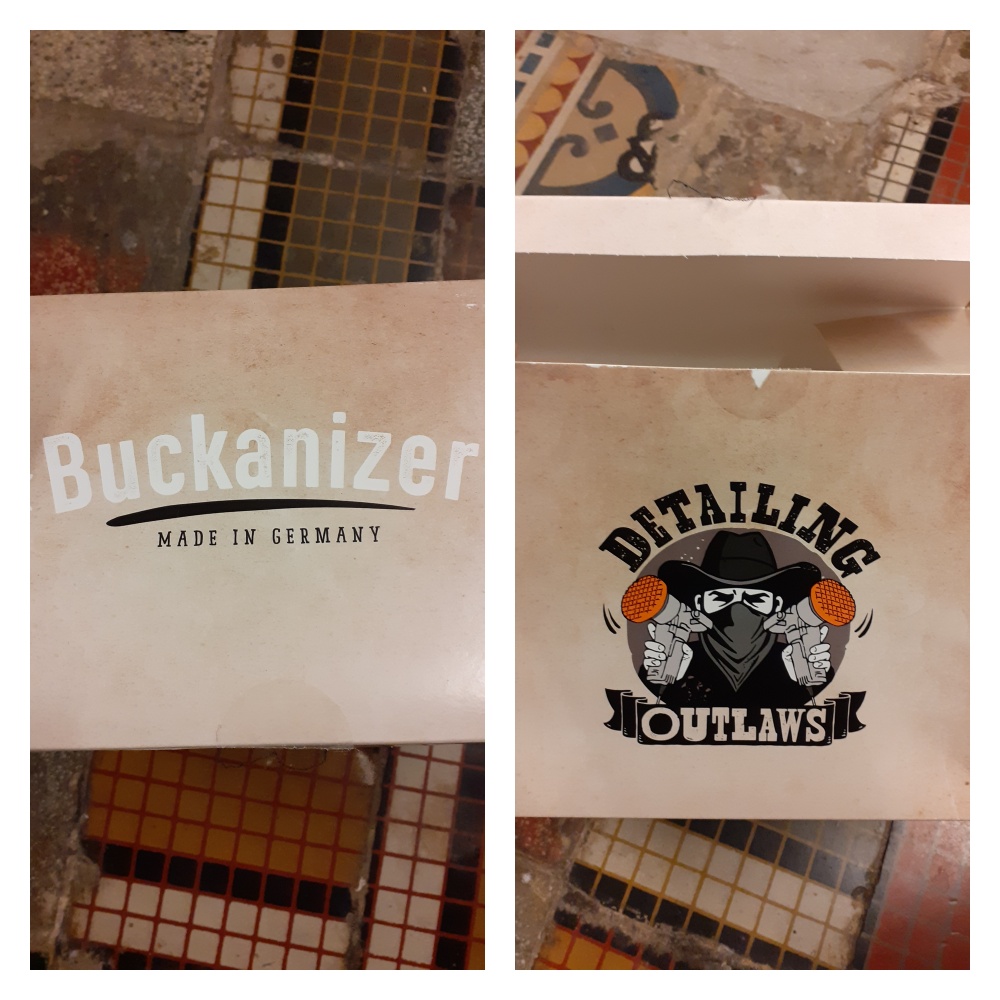 Buckanizer
MADE IN GERMANY
DETAILING
OUTLAWS